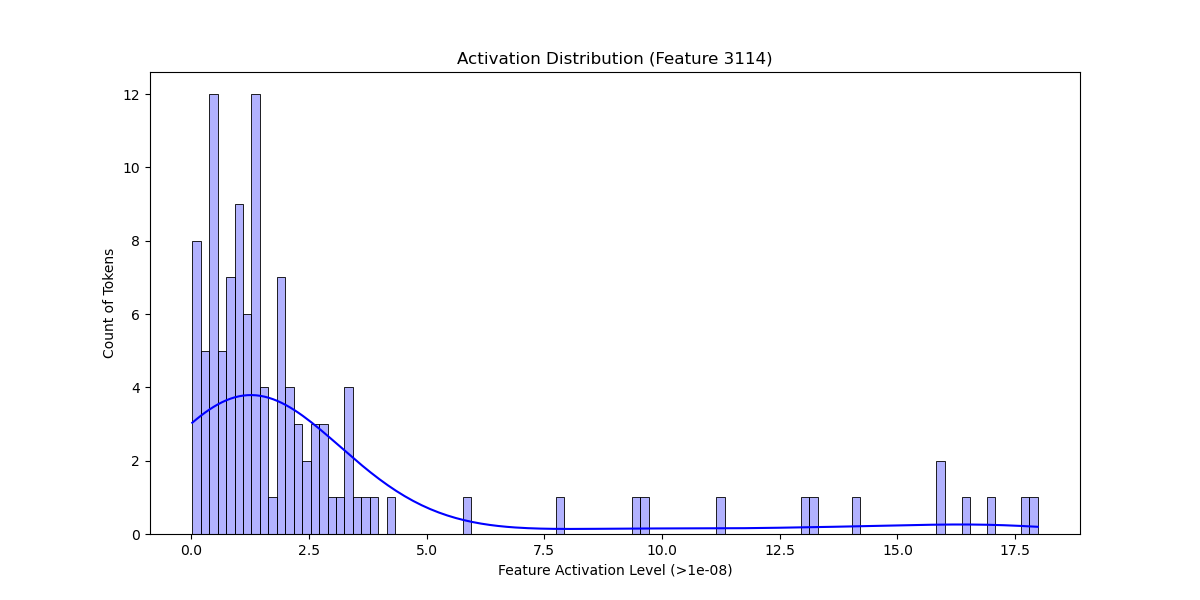 Activation Distribution (Feature 3114)
12
10
8
6
4
2
0
Count of Tokens
0.0 2.5 5.0 7.5 10.0 12.5 15.0 17.5
Feature Activation Level (>1e-08)